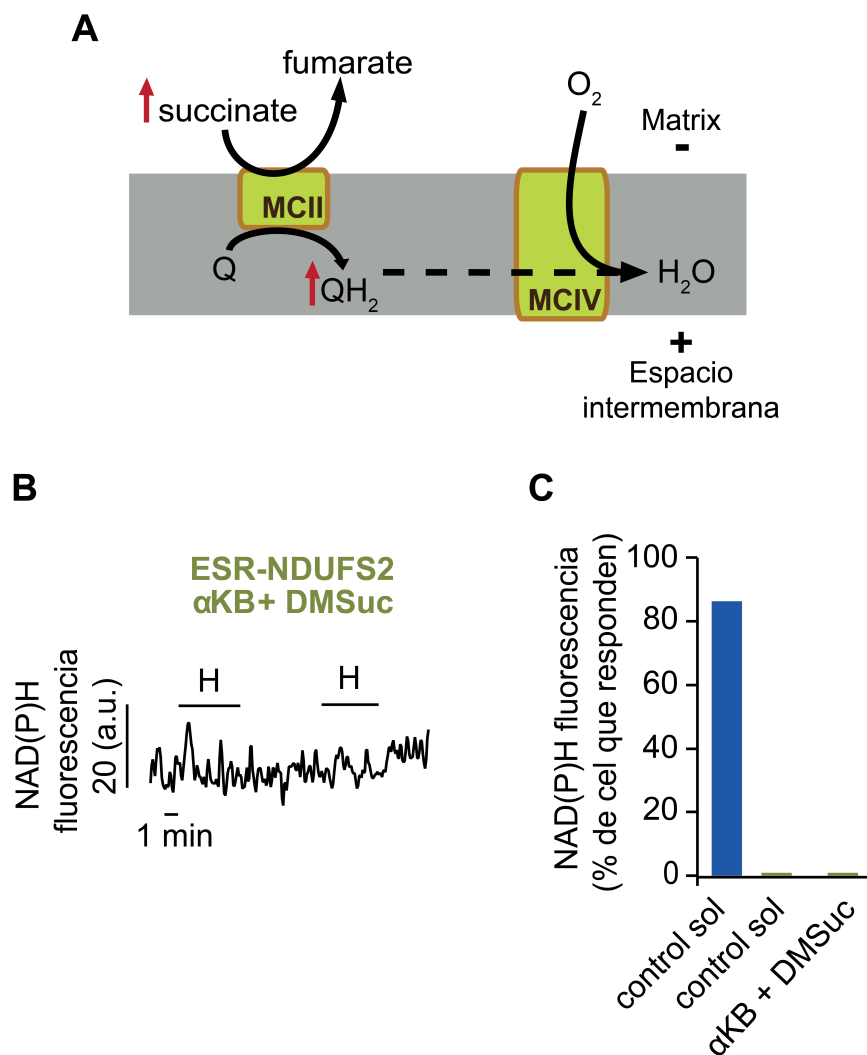 A
fumarate
succinate
O2
Matrix
-
MCII
Q
QH2
MCIV
H2O
+
Espacio
intermembrana
B
ESR-NDUFS2
αKB+ DMSuc
NAD(P)H
fluorescencia
20 (a.u.)
H
H
1 min
C
NAD(P)H fluorescencia
(% de cel que responden)
100
80
60
40
20
0
control sol
control sol
αKB + DMSuc